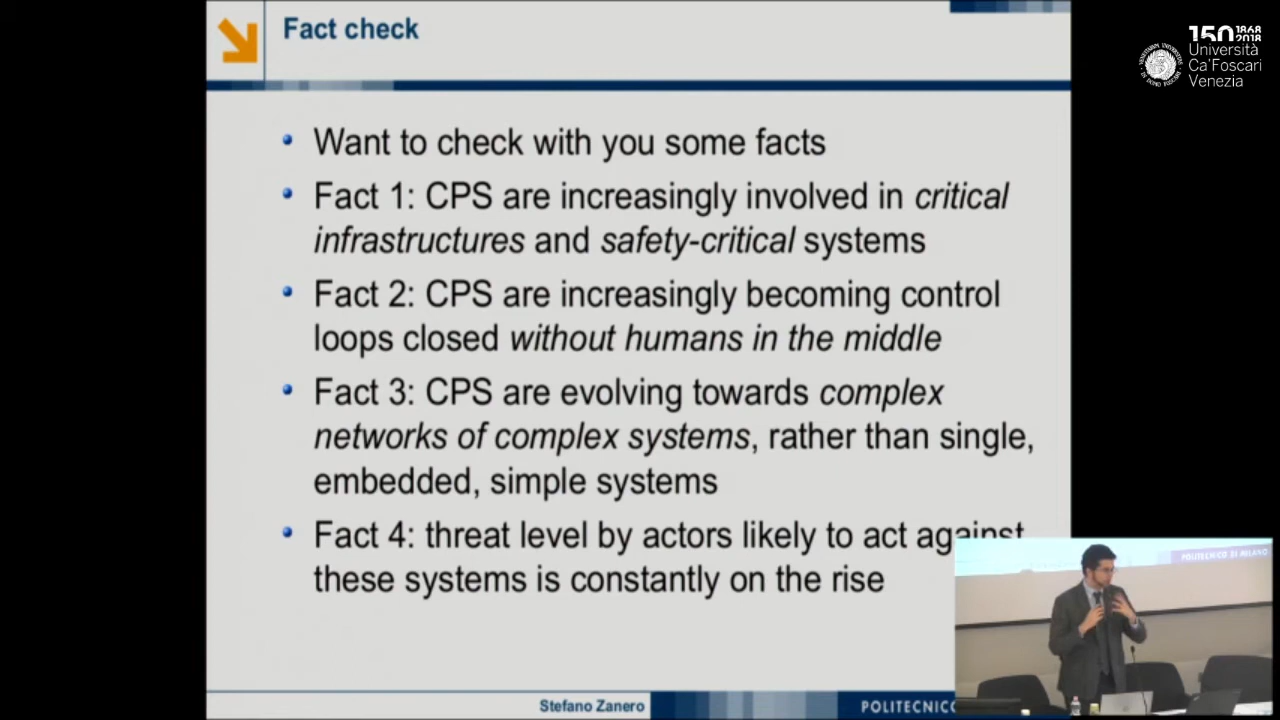 Fact check
150 1868 2018
Università
Ca'Foscari
Venezia
Want to check with you some facts
Fact 1: CPS are increasingly involved in critical
infrastructures and safety-critical systems
Fact 2: CPS are increasingly becoming control
loops closed without humans in the middle
Fact 3: CPS are evolving towards complex
networks of complex systems, rather than single,
embedded, simple systems
Fact 4: threat level by actors likely to act against
these systems is constantly on the rise
POLITECNICO DI MILANO
Stefano Zanero
POLITECNICO